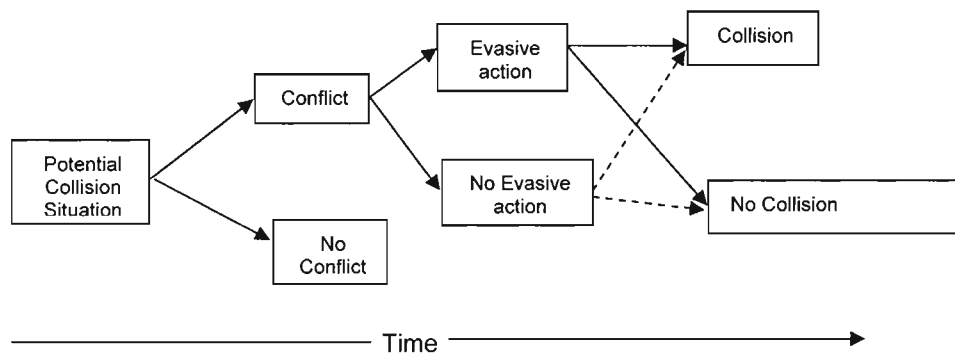 Potential
Collision
Situation
Conflict
No
Conflict
Evasive
action
No Evasive
action
Collision
No Collision
Time